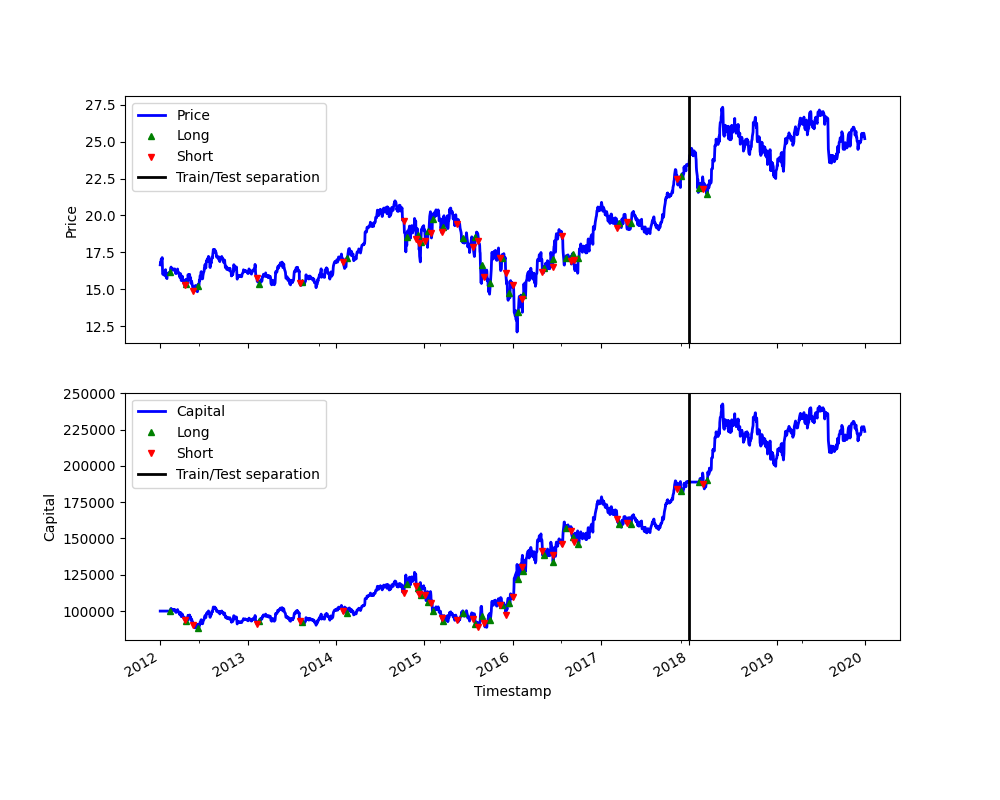 27.5
25.0
22.5
20.0
17.5
15.0
12.5
Price
Price
Long
Short
Train/Test separation
250000
225000
200000
175000
150000
125000
100000
Capital
Capital
Long
Short
Train/Test separation
2012 2013 2014 2015 2016 2017 2018 2019 2020
Timestamp